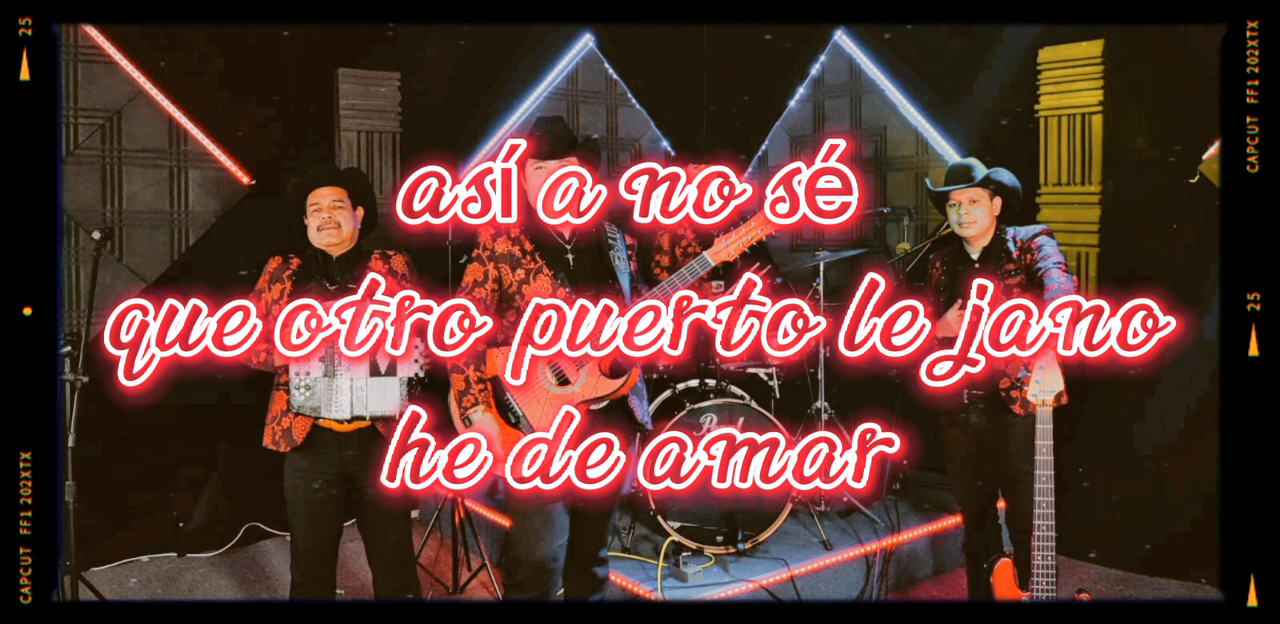 25
CAPCUT FF1 202XTX
así a no sé
que otro puerto le jano
he de amar
Pearl
25
CAPCUT FF1 202XTX